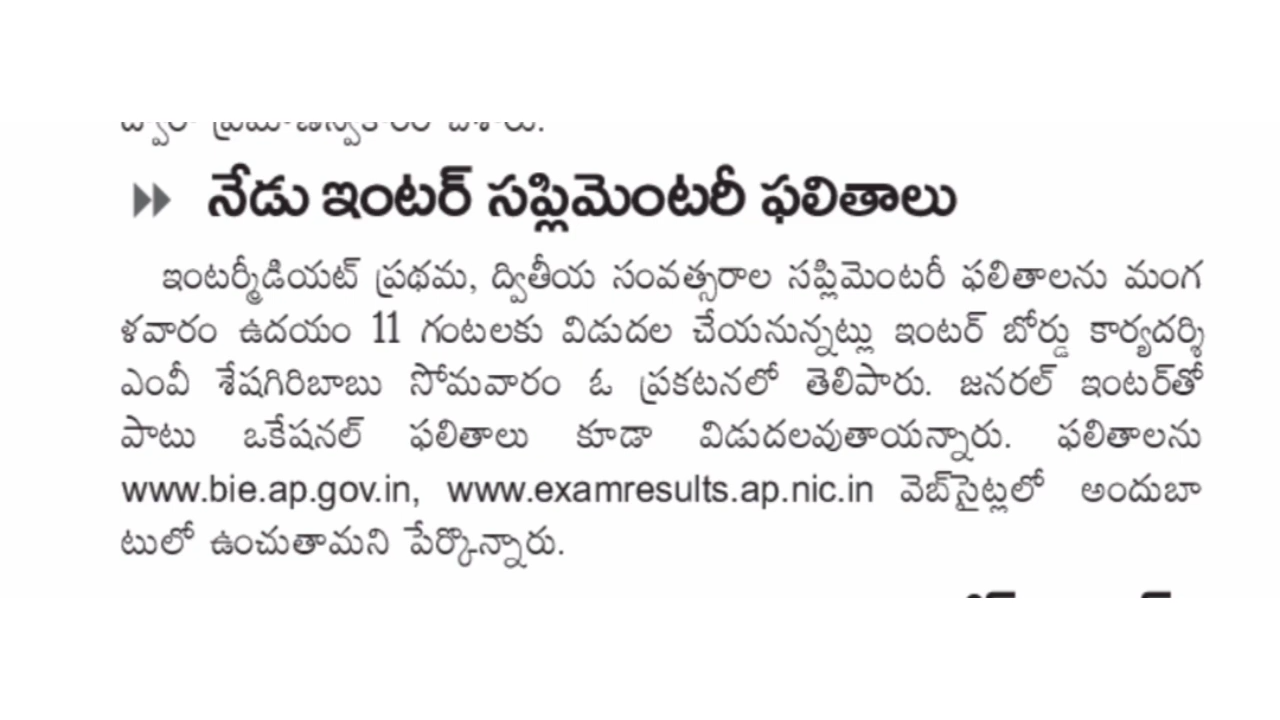 నేడు ఇంటర్ సప్లిమెంటరీ ఫలితాలు
ఇంటర్మీడియట్ ప్రథమ, ద్వితీయ సంవత్సరాల సప్లిమెంటరీ ఫలితాలను మంగ
ళవారం ఉదయం 11 గంటలకు విడుదల చేయనున్నట్లు ఇంటర్ బోర్డు కార్యదర్శి
ఎంవీ శేషగిరిబాబు సోమవారం ఓ ప్రకటనలో తెలిపారు. జనరల్ ఇంటర్‌తో
పాటు ఒకేషనల్ ఫలితాలు కూడా విడుదలవుతాయన్నారు. ఫలితాలను
www.bie.ap.gov.in, www.examresults.ap.nic.in వెబ్‌సైట్లలో అందుబా
టులో ఉంచుతామని పేర్కొన్నారు.